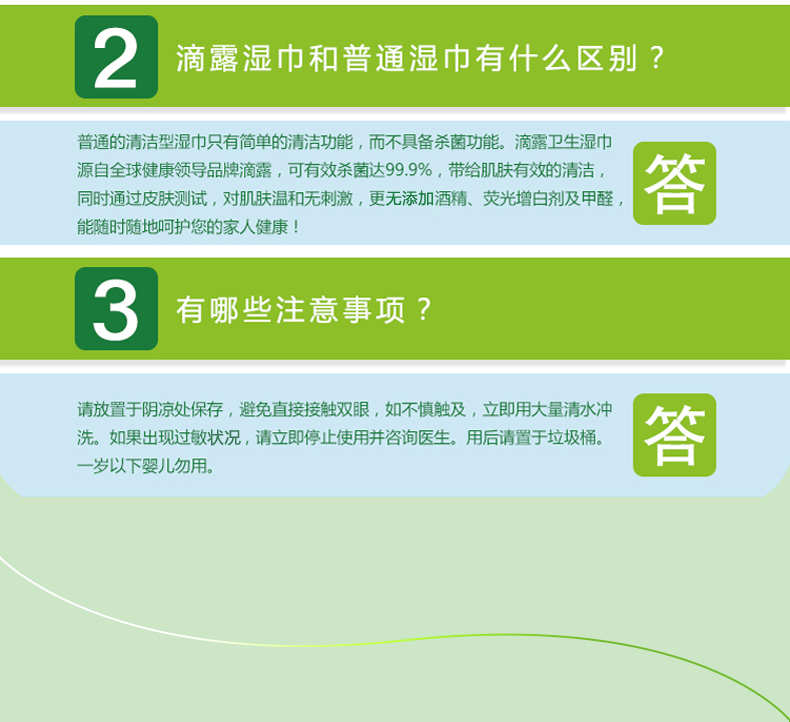 2 滴露湿巾和普通湿巾有什么区别？
普通的清洁型湿巾只有简单的清洁功能，而不具备杀菌功能。滴露卫生湿巾
源自全球健康领导品牌滴露，可有效杀菌达99.9%，带给肌肤有效的清洁，
同时通过皮肤测试，对肌肤温和无刺激，更无添加酒精、荧光增白剂及甲醛，
能随时随地呵护您的家人健康！
答
3 有哪些注意事项？
请放置于阴凉处保存，避免直接接触双眼，如不慎触及，立即用大量清水冲
洗。如果出现过敏状况，请立即停止使用并咨询医生。用后请置于垃圾桶。
一岁以下婴儿勿用。
答